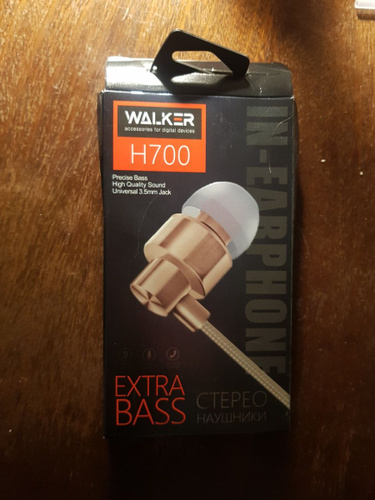 WALKER
accessories for digital devices
H700
Precise Bass
High Quality Sound
Universal 3.5mm Jack
IN-EARPHONE
EXTRA
BASS
СТЕРЕО
НАУШНИКИ